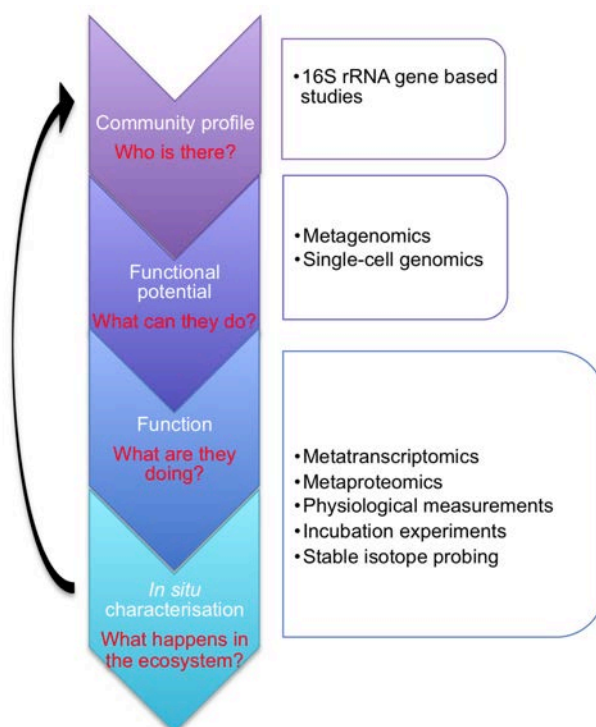 Community profile
Who is there?
•16S rRNA gene based
studies
Functional
potential
What can they do?
•Metagenomics
•Single-cell genomics
Function
What are they
doing?
•Metatranscriptomics
•Metaproteomics
•Physiological measurements
•Incubation experiments
•Stable isotope probing
In situ
characterisation
What happens in
the ecosystem?